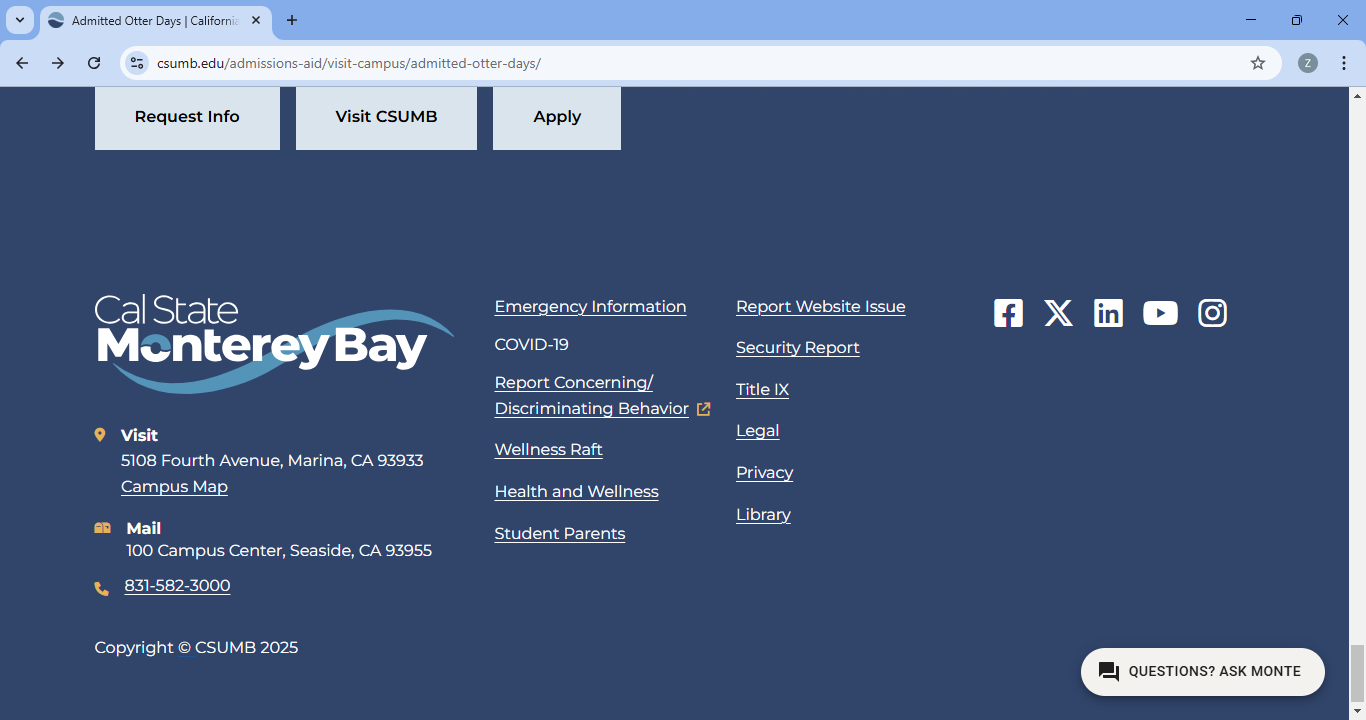 Admitted Otter Days | California
csumb.edu/admissions-aid/visit-campus/admitted-otter-days/
Z
Request Info
Visit CSUMB
Apply
Cal State
Monterey Bay
Visit
5108 Fourth Avenue, Marina, CA 93933
Campus Map
Mail
100 Campus Center, Seaside, CA 93955
831-582-3000
Copyright © CSUMB 2025
Emergency Information
COVID-19
Report Concerning/
Discriminating Behavior
Wellness Raft
Health and Wellness
Student Parents
Report Website Issue
Security Report
Title IX
Legal
Privacy
Library
QUESTIONS? ASK MONTE